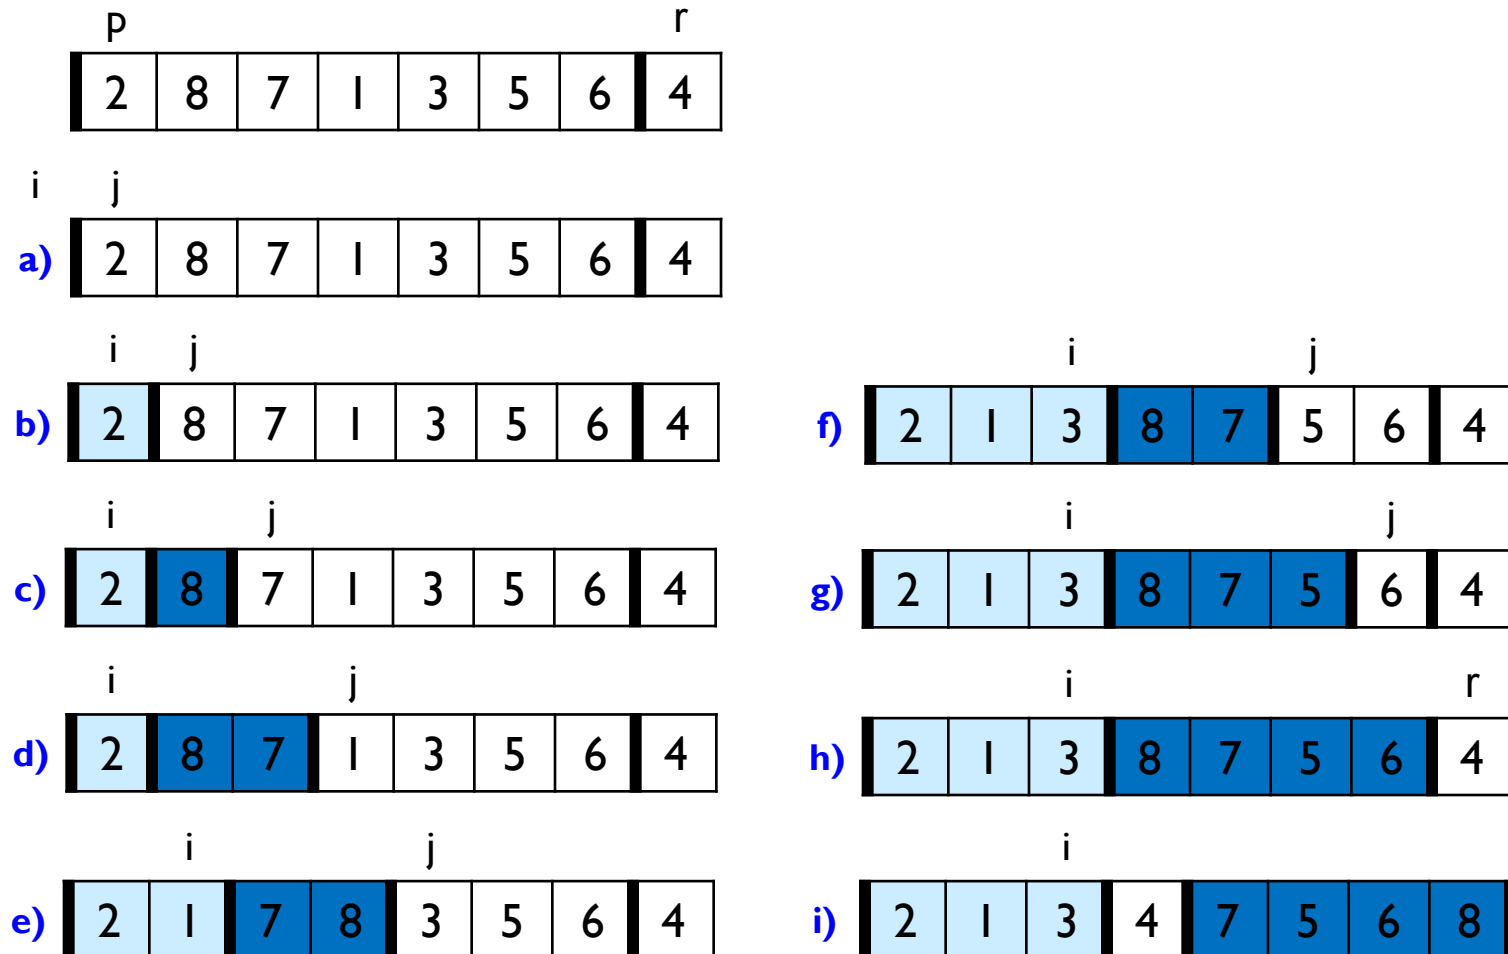 p r
2 8 7 1 3 5 6 4
i j
a) 2 8 7 1 3 5 6 4
i j
b) 2 8 7 1 3 5 6 4
i j
c) 2 8 7 1 3 5 6 4
i j
d) 2 8 7 1 3 5 6 4
i j
e) 2 1 7 8 3 5 6 4
i j
f) 2 1 3 8 7 5 6 4
i j
g) 2 1 3 8 7 5 6 4
i r
h) 2 1 3 8 7 5 6 4
i
i) 2 1 3 4 7 5 6 8